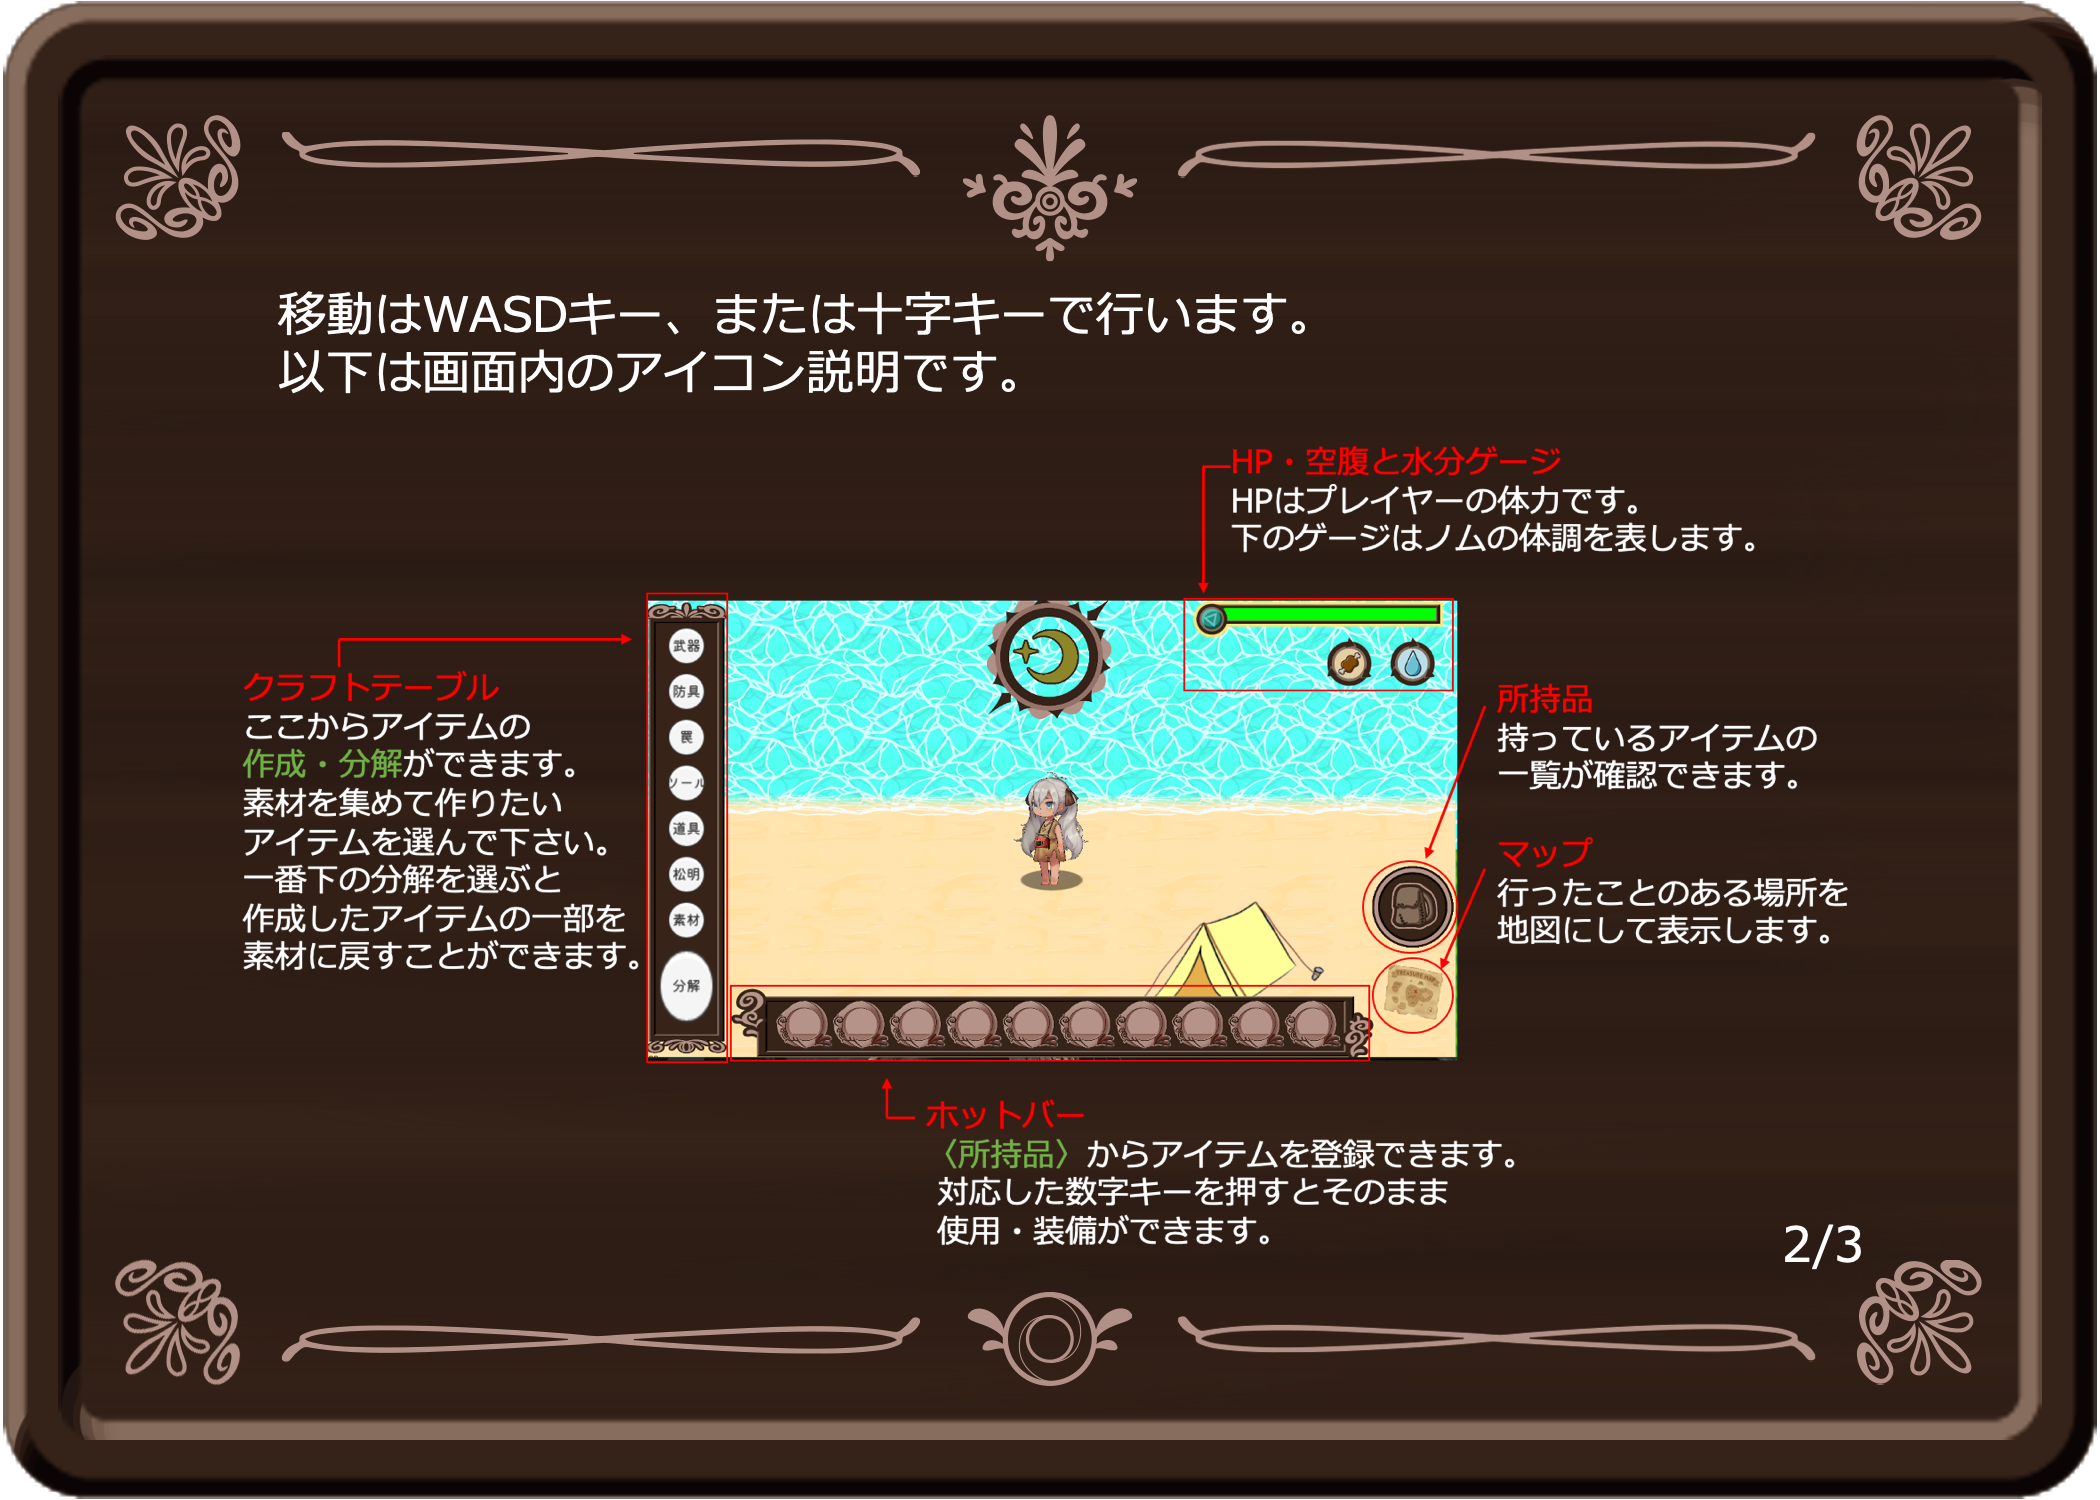 移動はWASDキー、または十字キーで行います。
以下は画面内のアイコン説明です。
HP・空腹と水分ゲージ
HPはプレイヤーの体力です。
下のゲージはノムの体調を表します。
クラフトテーブル
ここからアイテムの
作成・分解ができます。
素材を集めて作りたい
アイテムを選んで下さい。
一番下の分解を選ぶと
作成したアイテムの一部を
素材に戻すことができます。
武器
防具
罠
ツール
道具
松明
素材
分解
所持品
持っているアイテムの
一覧が確認できます。
マップ
行ったことのある場所を
地図にして表示します。
TREASURE MAP
ホットバー
〈所持品〉からアイテムを登録できます。
対応した数字キーを押すとそのまま
使用・装備ができます。
2/3